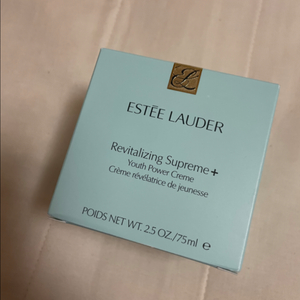 ESTĒE LAUDER
Revitalizing Supreme+
Youth Power Creme
Crème révélatrice de jeunesse
POIDS NET WT. 2.5 OZ./75ml ℮